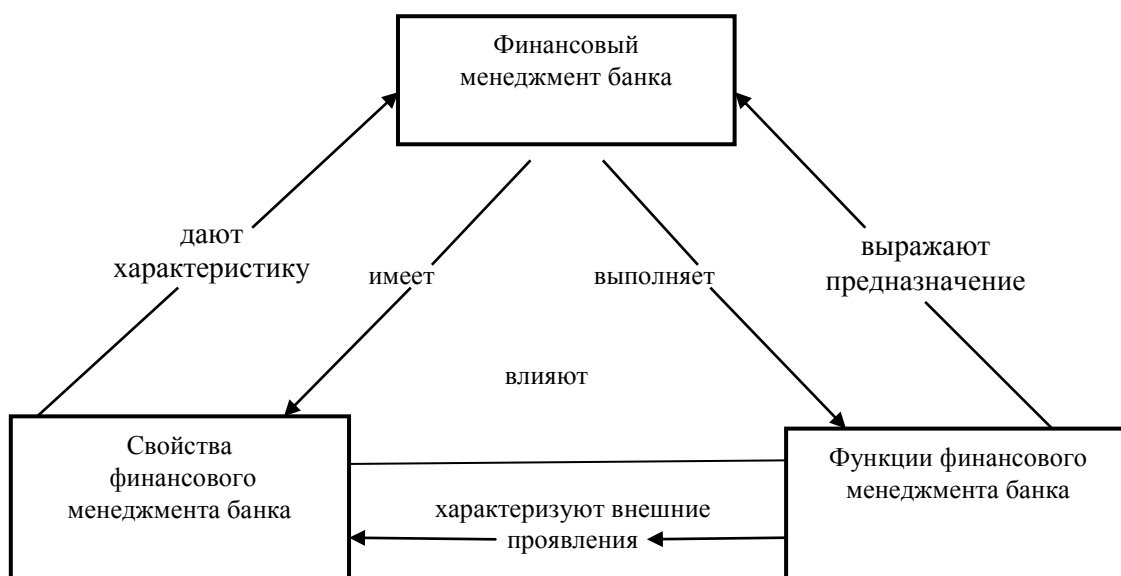 Финансовый
менеджмент банка
дают
характеристику
имеет
выполняет
выражают
предназначение
влияют
Свойства
финансового
менеджмента банка
Функции финансового
менеджмента банка
характеризуют внешние
проявления